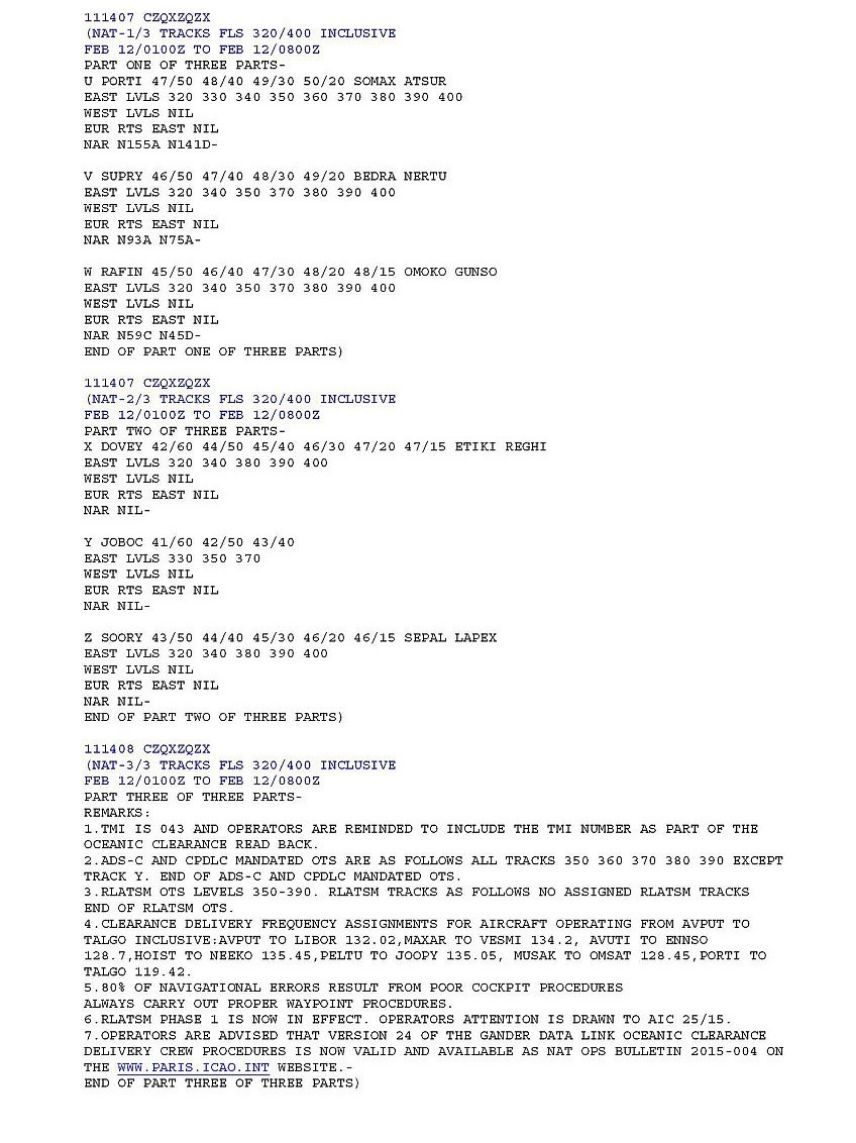 111407 CZQXZQZX
(NAT-1/3 TRACKS FLS 320/400 INCLUSIVE
FEB 12/0100Z TO FEB 12/0800Z
PART ONE OF THREE PARTS-
U PORTI 47/50 48/40 49/30 50/20 SOMAX ATSUR
EAST LVLS 320 330 340 350 360 370 380 390 400
WEST LVLS NIL
EUR RTS EAST NIL
NAR N155A N141D-
V SUPRY 46/50 47/40 48/30 49/20 BEDRA NERTU
EAST LVLS 320 340 350 370 380 390 400
WEST LVLS NIL
EUR RTS EAST NIL
NAR N93A N75A-
W RAFIN 45/50 46/40 47/30 48/20 48/15 OMOKO GUNSO
EAST LVLS 320 340 350 370 380 390 400
WEST LVLS NIL
EUR RTS EAST NIL
NAR N59C N45D-
END OF PART ONE OF THREE PARTS)
111407 CZQXZQZX
(NAT-2/3 TRACKS FLS 320/400 INCLUSIVE
FEB 12/0100Z TO FEB 12/0800Z
PART TWO OF THREE PARTS-
X DOVEY 42/60 44/50 45/40 46/30 47/20 47/15 ETIKI REGHI
EAST LVLS 320 340 380 390 400
WEST LVLS NIL
EUR RTS EAST NIL
NAR NIL-
Y JOBOC 41/60 42/50 43/40
EAST LVLS 330 350 370
WEST LVLS NIL
EUR RTS EAST NIL
NAR NIL-
Z SOORY 43/50 44/40 45/30 46/20 46/15 SEPAL LAPEX
EAST LVLS 320 340 380 390 400
WEST LVLS NIL
EUR RTS EAST NIL
NAR NIL-
END OF PART TWO OF THREE PARTS)
111408 CZQXZQZX
(NAT-3/3 TRACKS FLS 320/400 INCLUSIVE
FEB 12/0100Z TO FEB 12/0800Z
PART THREE OF THREE PARTS-
REMARKS:
1.TMI IS 043 AND OPERATORS ARE REMINDED TO INCLUDE THE TMI NUMBER AS PART OF THE
OCEANIC CLEARANCE READ BACK.
2.ADS-C AND CPDLC MANDATED OTS ARE AS FOLLOWS ALL TRACKS 350 360 370 380 390 EXCEPT
TRACK Y. END OF ADS-C AND CPDLC MANDATED OTS.
3.RLATSM OTS LEVELS 350-390. RLATSM TRACKS AS FOLLOWS NO ASSIGNED RLATSM TRACKS
END OF RLATSM OTS.
4.CLEARANCE DELIVERY FREQUENCY ASSIGNMENTS FOR AIRCRAFT OPERATING FROM AVPUT TO
TALGO INCLUSIVE:AVPUT TO LIBOR 132.02,MAXAR TO VESMI 134.2, AVUTI TO ENNSO
128.7,HOIST TO NEEKO 135.45,PELTU TO JOOPY 135.05, MUSAK TO OMSAT 128.45,PORTI TO
TALGO 119.42.
5.80% OF NAVIGATIONAL ERRORS RESULT FROM POOR COCKPIT PROCEDURES
ALWAYS CARRY OUT PROPER WAYPOINT PROCEDURES.
6.RLATSM PHASE 1 IS NOW IN EFFECT. OPERATORS ATTENTION IS DRAWN TO AIC 25/15.
7.OPERATORS ARE ADVISED THAT VERSION 24 OF THE GANDER DATA LINK OCEANIC CLEARANCE
DELIVERY CREW PROCEDURES IS NOW VALID AND AVAILABLE AS NAT OPS BULLETIN 2015-004 ON
THE WWW.PARIS.ICAO.INT WEBSITE.-
END OF PART THREE OF THREE PARTS)